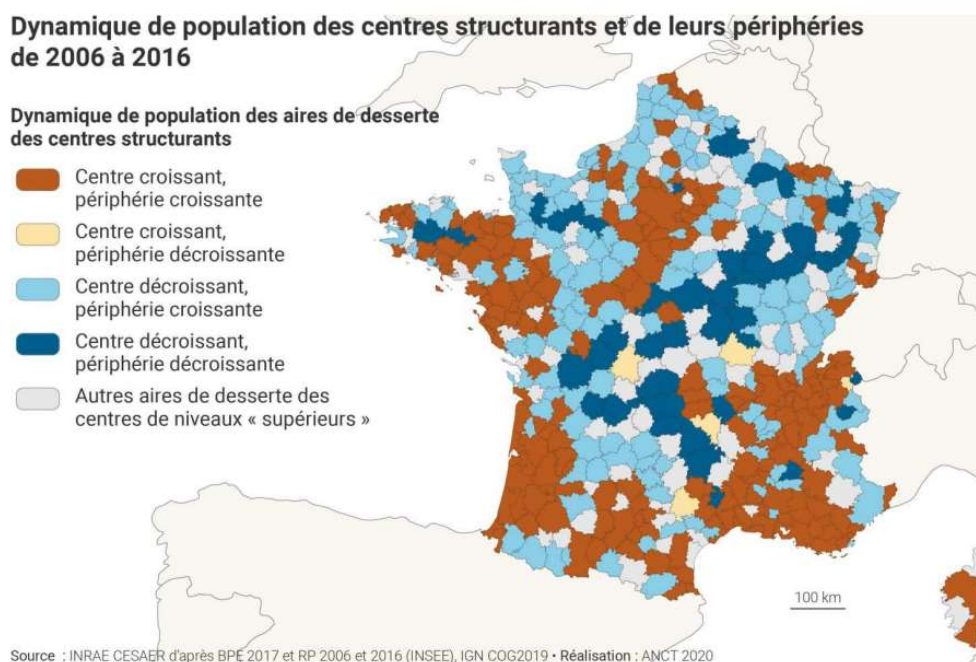 Dynamique de population des centres structurants et de leurs périphéries
de 2006 à 2016
Dynamique de population des aires de desserte
des centres structurants
Centre croissant,
périphérie croissante
Centre croissant,
périphérie décroissante
Centre décroissant,
périphérie croissante
Centre décroissant,
périphérie décroissante
Autres aires de desserte des
centres de niveaux « supérieurs »
100 km
Source : INRAE CESAER d'après BPE 2017 et RP 2006 et 2016 (INSEE), IGN COG2019 • Réalisation : ANCT 2020